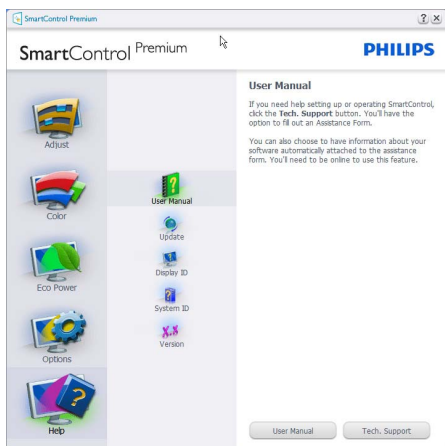 SmartControl Premium
SmartControl Premium
PHILIPS
Adjust
Color
Eco Power
Options
Help
User Manual
Update
Display ID
System ID
X.X
Version
User Manual
If you need help setting up or operating SmartControl,
click the Tech. Support button. You'll have the
option to fill out an Assistance Form.
You can also choose to have information about your
software automatically attached to the assistance
form. You'll need to be online to use this feature.
User Manual
Tech. Support